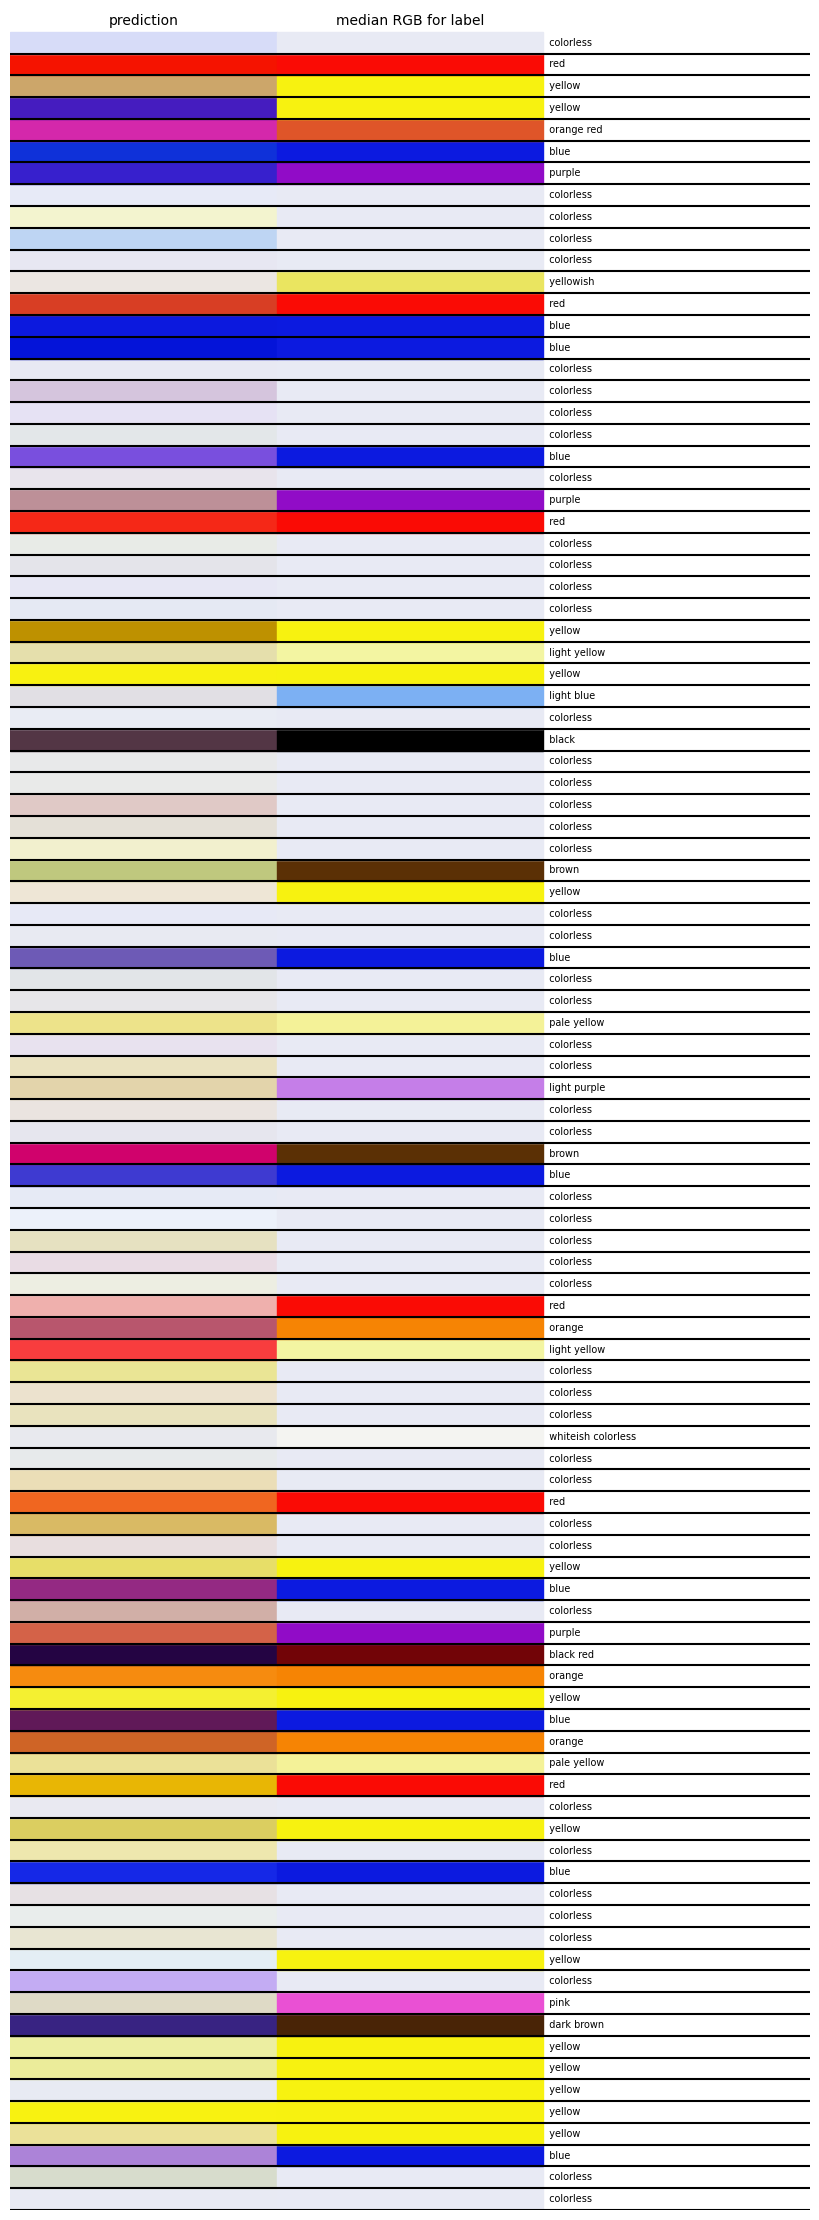 prediction median RGB for label
colorless
red
yellow
yellow
orange red
blue
purple
colorless
colorless
colorless
colorless
yellowish
red
blue
blue
colorless
colorless
colorless
colorless
blue
colorless
purple
red
colorless
colorless
colorless
colorless
yellow
light yellow
yellow
light blue
colorless
black
colorless
colorless
colorless
colorless
colorless
brown
yellow
colorless
colorless
blue
colorless
colorless
pale yellow
colorless
colorless
light purple
colorless
colorless
brown
blue
colorless
colorless
colorless
colorless
colorless
red
orange
light yellow
colorless
colorless
colorless
whiteish colorless
colorless
colorless
red
colorless
colorless
yellow
blue
colorless
purple
black red
orange
yellow
blue
orange
pale yellow
red
colorless
yellow
colorless
blue
colorless
colorless
colorless
yellow
colorless
pink
dark brown
yellow
yellow
yellow
yellow
yellow
blue
colorless
colorless